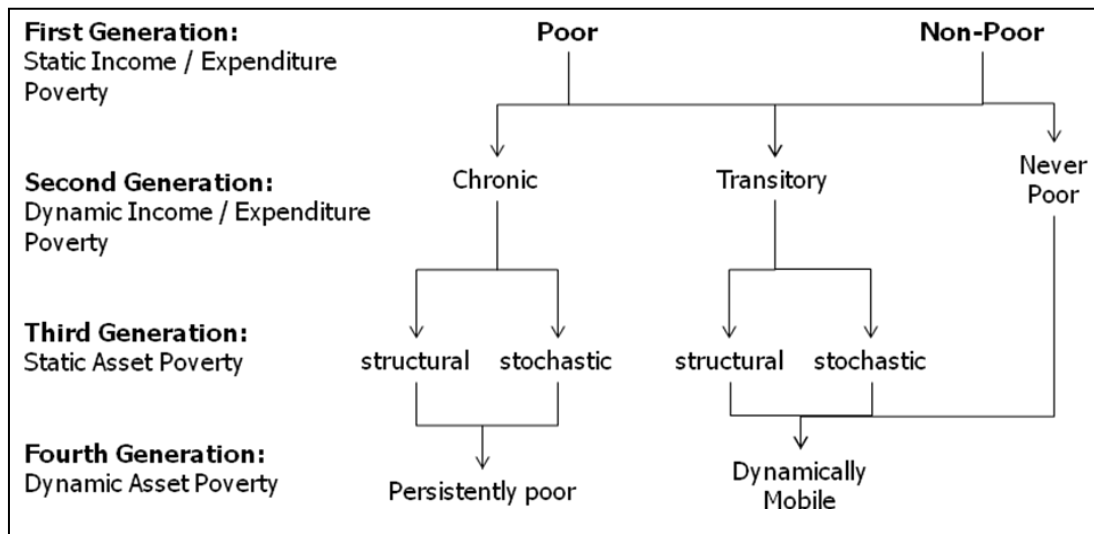 First Generation:
Static Income / Expenditure
Poverty
Poor
Non-Poor
Second Generation:
Dynamic Income / Expenditure
Poverty
Chronic
Transitory
Never
Poor
Third Generation:
Static Asset Poverty
structural
stochastic
structural
stochastic
Fourth Generation:
Dynamic Asset Poverty
Persistently poor
Dynamically
Mobile